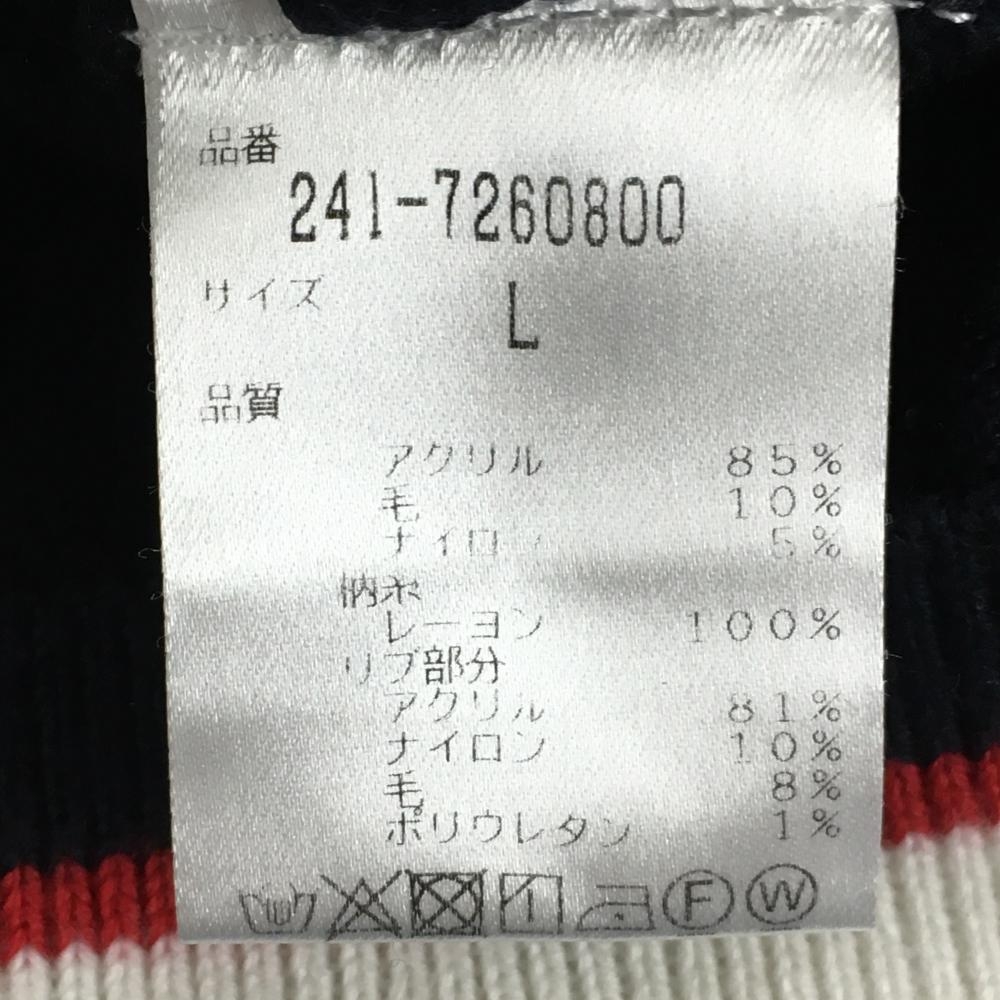 品番
241-7260800
サイズ L
品質
アクリル 85%
毛 10%
ナイロン 5%
柄糸
レーヨン 100%
リブ部分
アクリル 81%
ナイロン 10%
毛 8%
ポリウレタン 1%
F W